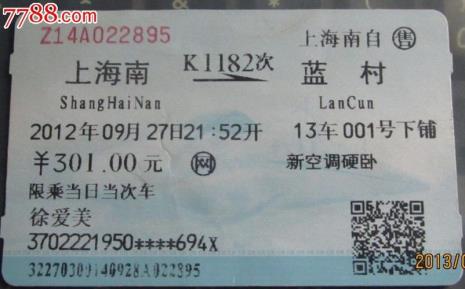 7788.com
Z14A022895 上海南自 售
上海南 K1182次 蓝村
ShangHaiNan LanCun
2012年09月27日21:52开 13车001号下铺
￥301.00元 网 新空调硬卧
限乘当日当次车
徐爱美
3702221950****694X
32270300140928A022895
2013/0